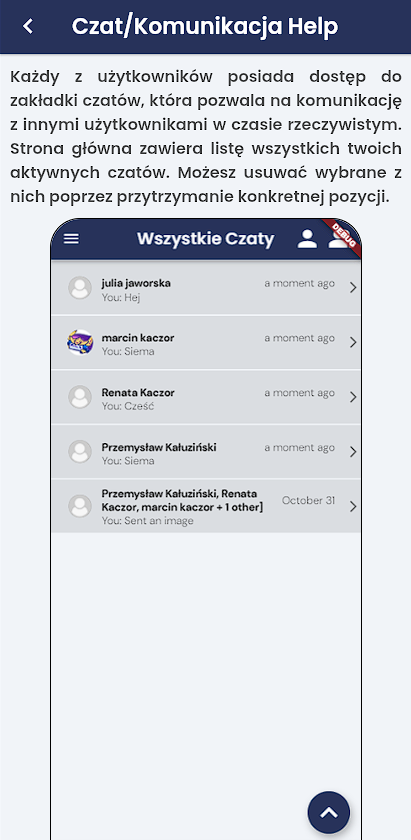 Czat/Komunikacja Help
Każdy z użytkowników posiada dostęp do
zakładki czatów, która pozwala na komunikację
z innymi użytkownikami w czasie rzeczywistym.
Strona główna zawiera listę wszystkich twoich
aktywnych czatów. Możesz usuwać wybrane z
nich poprzez przytrzymanie konkretnej pozycji.
Wszystkie Czaty
DEBUG
julia jaworska a moment ago
You: Hej
marcin kaczor a moment ago
You: Siema
Renata Kaczor a moment ago
You: Cześć
Przemysław Kałuziński a moment ago
You: Siema
Przemysław Kałuziński, Renata
Kaczor, marcin kaczor + 1 other] October 31
You: Sent an image